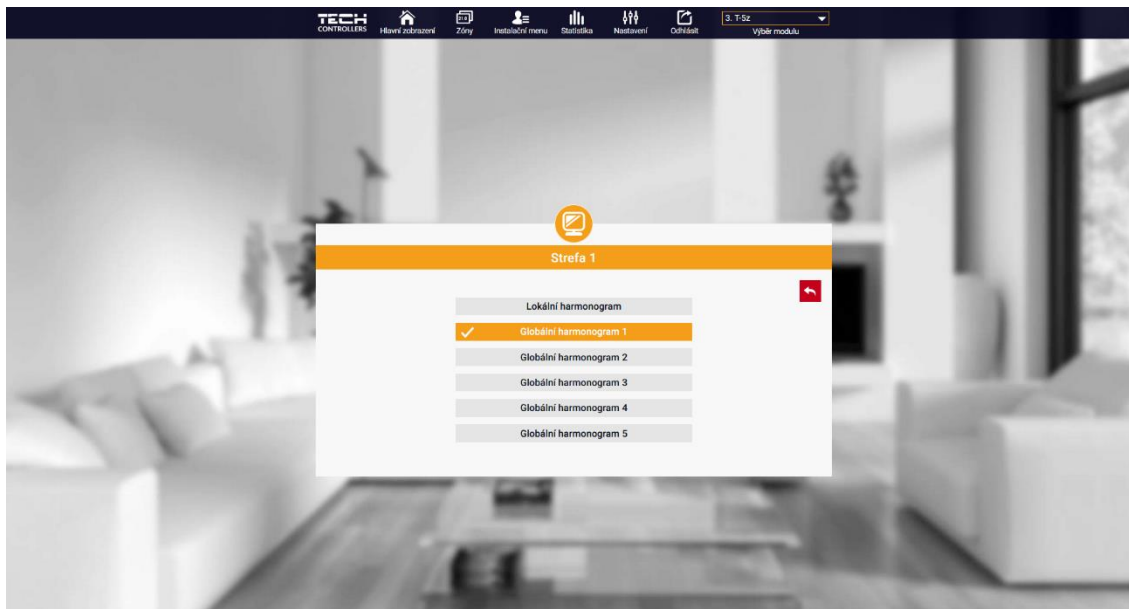 TECH
CONTROLLERS
Hlavní zobrazení
Zóny
Instalační menu
Statistika
Nastavení
Odhlásit
3. T-5z
Výběr modulu
Strefa 1
Lokální harmonogram
Globální harmonogram 1
Globální harmonogram 2
Globální harmonogram 3
Globální harmonogram 4
Globální harmonogram 5